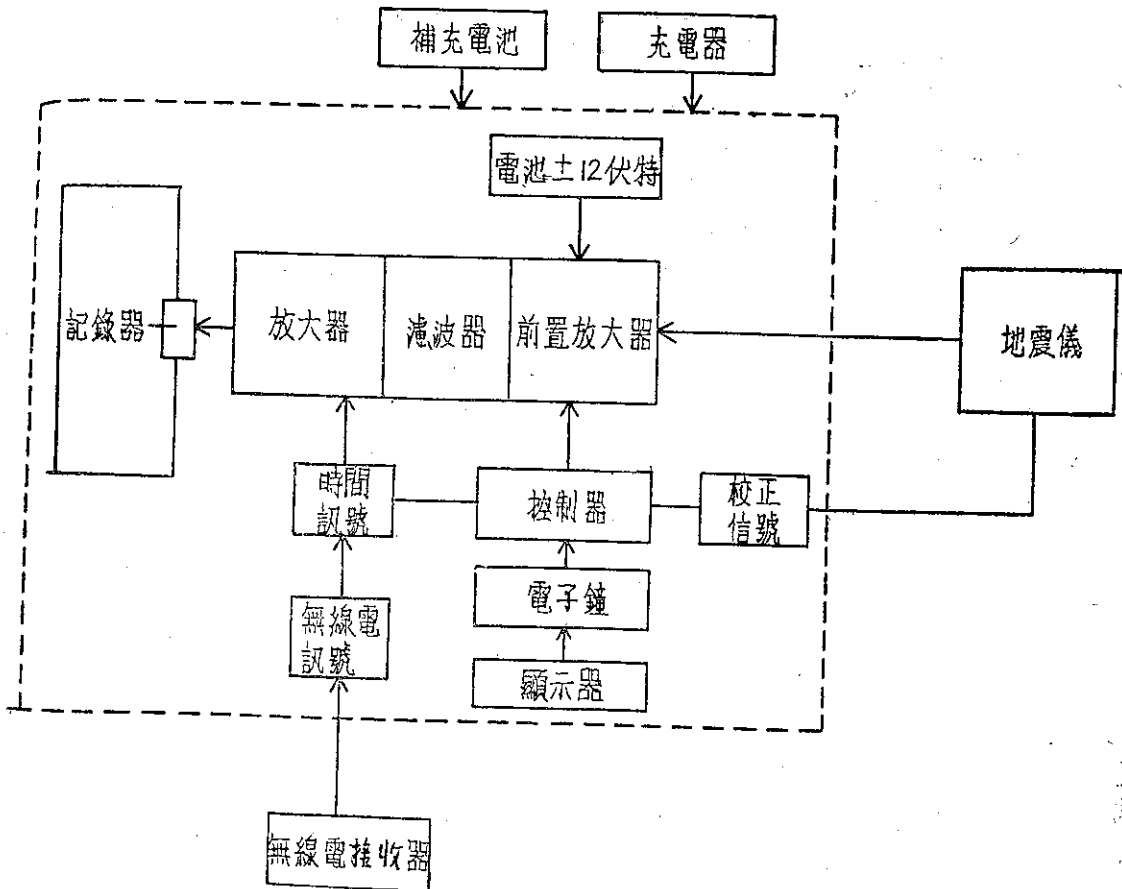 補充電池
充電器
電池±12伏特
記錄器
放大器
濾波器
前置放大器
地震儀
時間
訊號
控制器
校正
信號
電子鐘
無線電
訊號
顯示器
無線電接收器